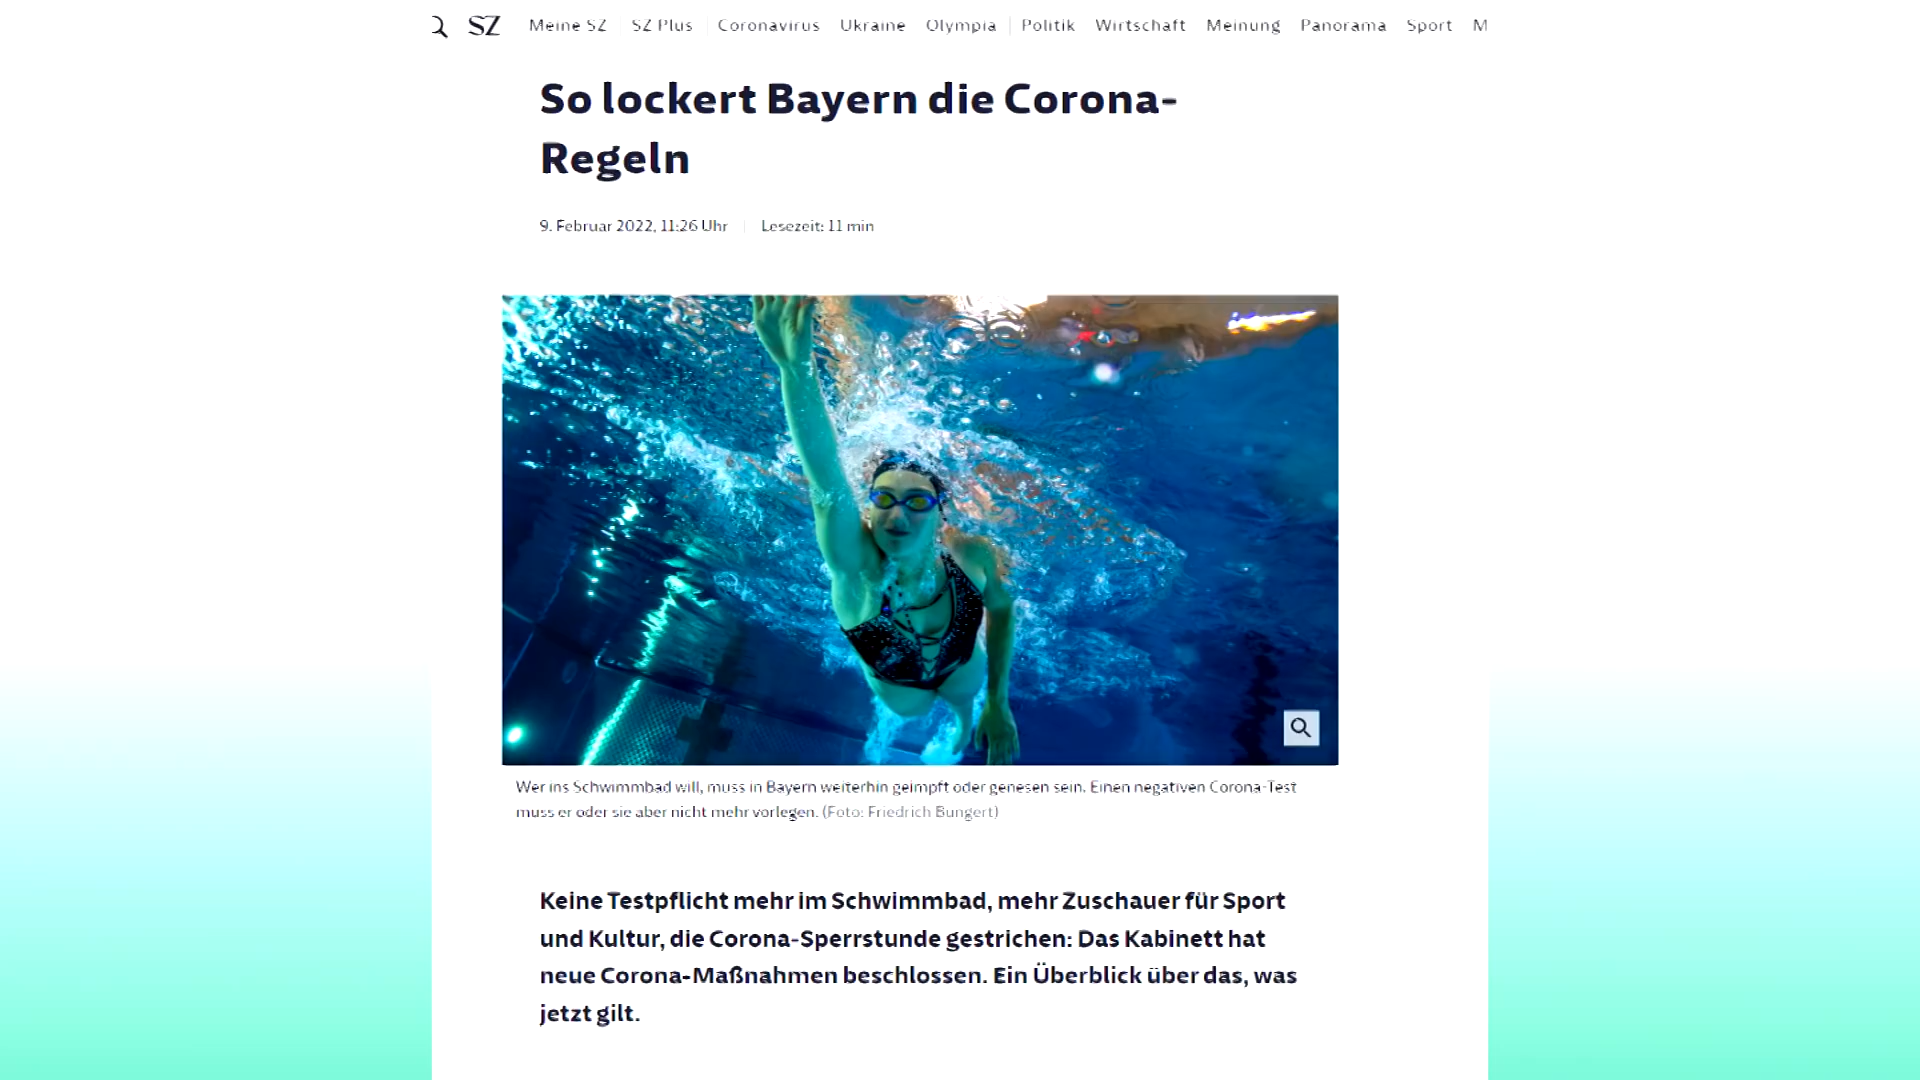 SZ Meine SZ SZ Plus Coronavirus Ukraine Olympia Politik Wirtschaft Meinung Panorama Sport M
So lockert Bayern die Corona-
Regeln
9. Februar 2022, 11:26 Uhr Lesezeit: 11 min
Wer ins Schwimmbad will, muss in Bayern weiterhin geimpft oder genesen sein. Einen negativen Corona-Test
muss er oder sie aber nicht mehr vorlegen. (Foto: Friedrich Bungert)
Keine Testpflicht mehr im Schwimmbad, mehr Zuschauer für Sport
und Kultur, die Corona-Sperrstunde gestrichen: Das Kabinett hat
neue Corona-Maßnahmen beschlossen. Ein Überblick über das, was
jetzt gilt.